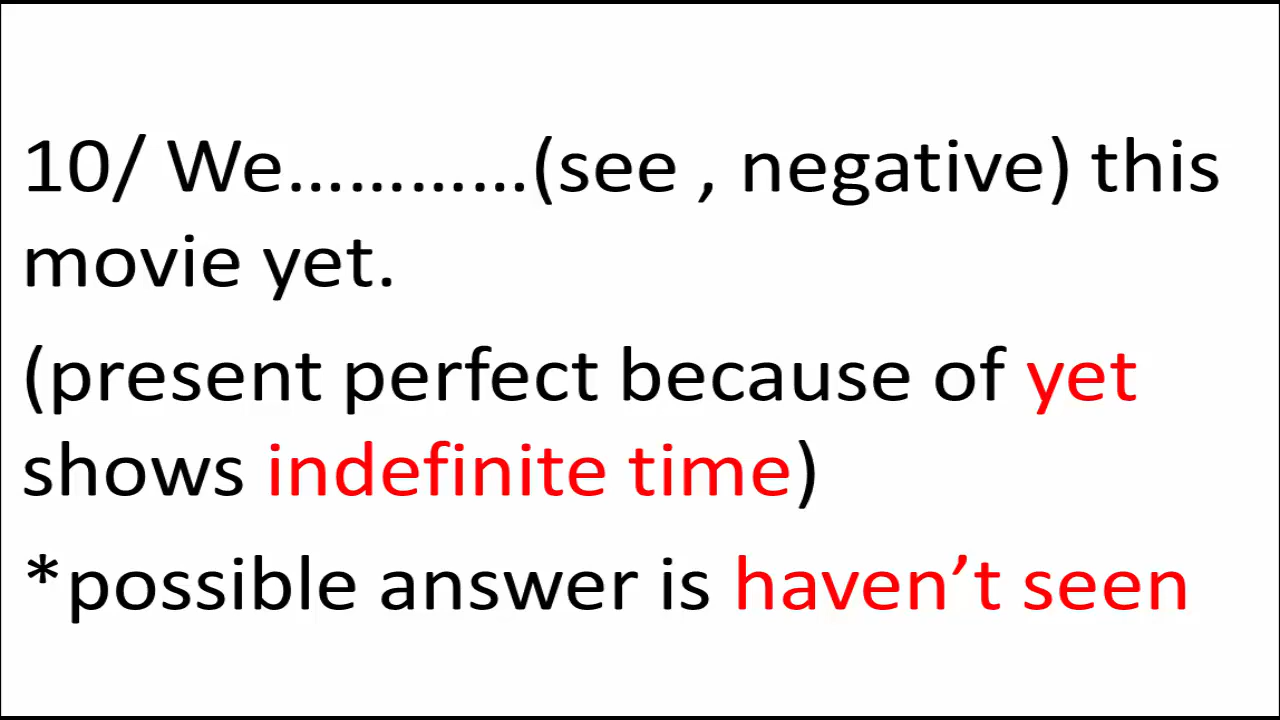 10/ We............(see , negative) this
movie yet.
(present perfect because of yet
shows indefinite time)
*possible answer is haven’t seen